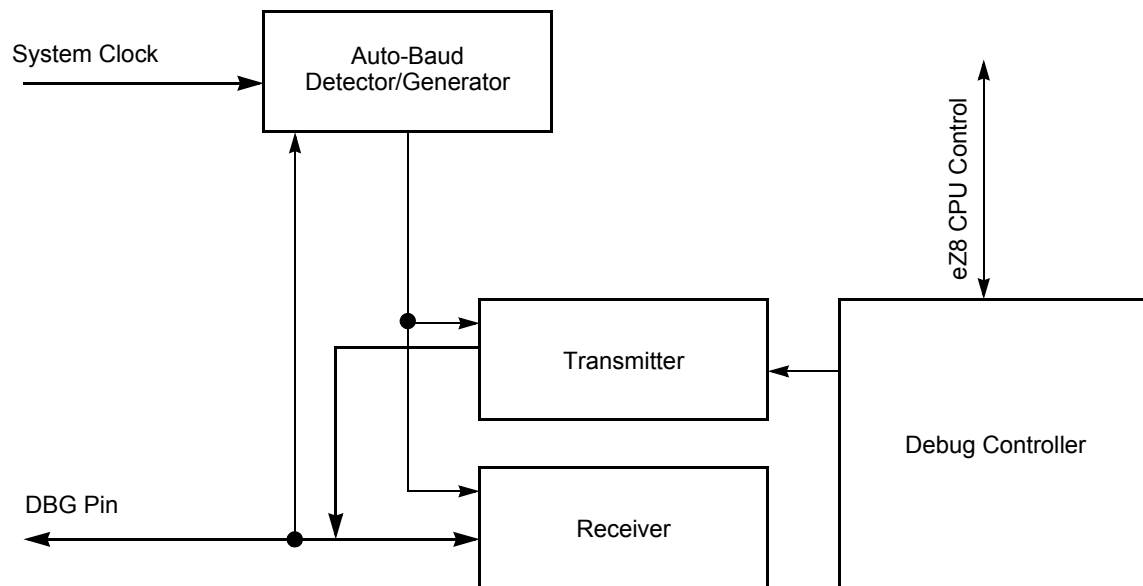 System Clock
Auto-Baud
Detector/Generator
eZ8 CPU Control
Transmitter
Debug Controller
DBG Pin
Receiver